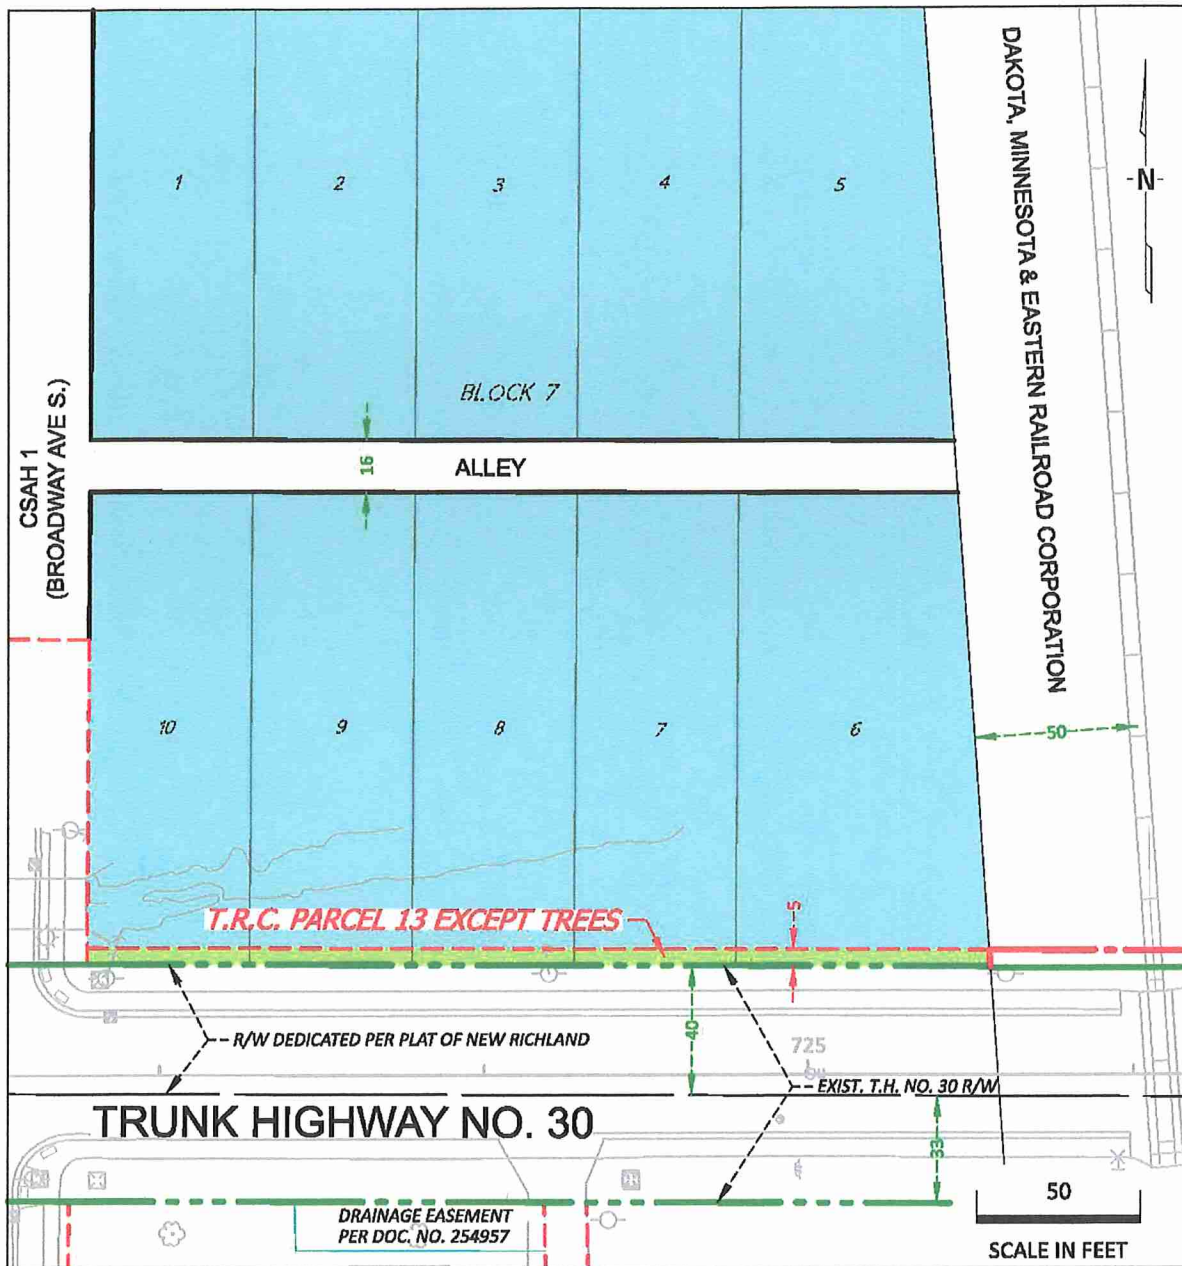 DAKOTA, MINNESOTA & EASTERN RAILROAD CORPORATION
-N-
1
2
3
4
5
BLOCK 7
CSAH 1
(BROADWAY AVE S.)
16
ALLEY
10
9
8
7
6
50
T.R.C. PARCEL 13 EXCEPT TREES
5
R/W DEDICATED PER PLAT OF NEW RICHLAND
40
725
EXIST. T.H. NO. 30 R/W
TRUNK HIGHWAY NO. 30
33
DRAINAGE EASEMENT
PER DOC. NO. 254957
50
SCALE IN FEET